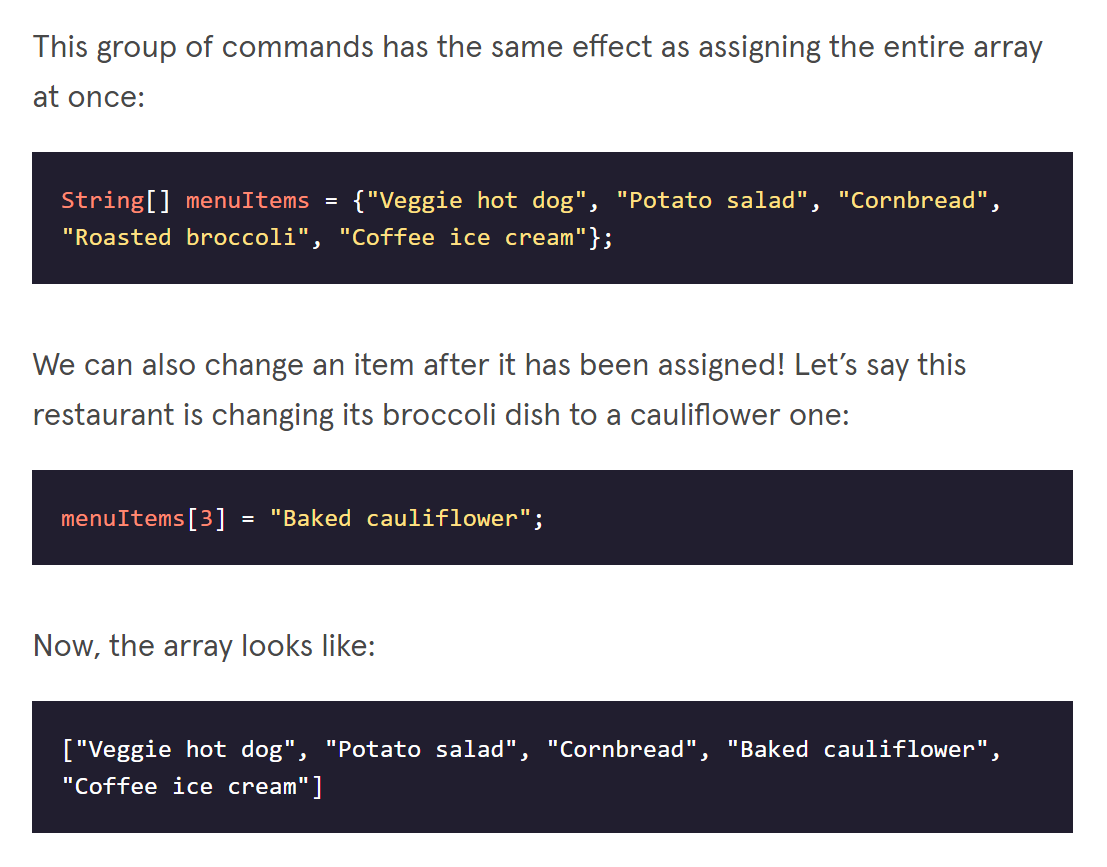 This group of commands has the same effect as assigning the entire array
at once:
String[] menuItems = {"Veggie hot dog", "Potato salad", "Cornbread",
"Roasted broccoli", "Coffee ice cream"};
We can also change an item after it has been assigned! Let’s say this
restaurant is changing its broccoli dish to a cauliflower one:
menuItems[3] = "Baked cauliflower";
Now, the array looks like:
["Veggie hot dog", "Potato salad", "Cornbread", "Baked cauliflower",
"Coffee ice cream"]